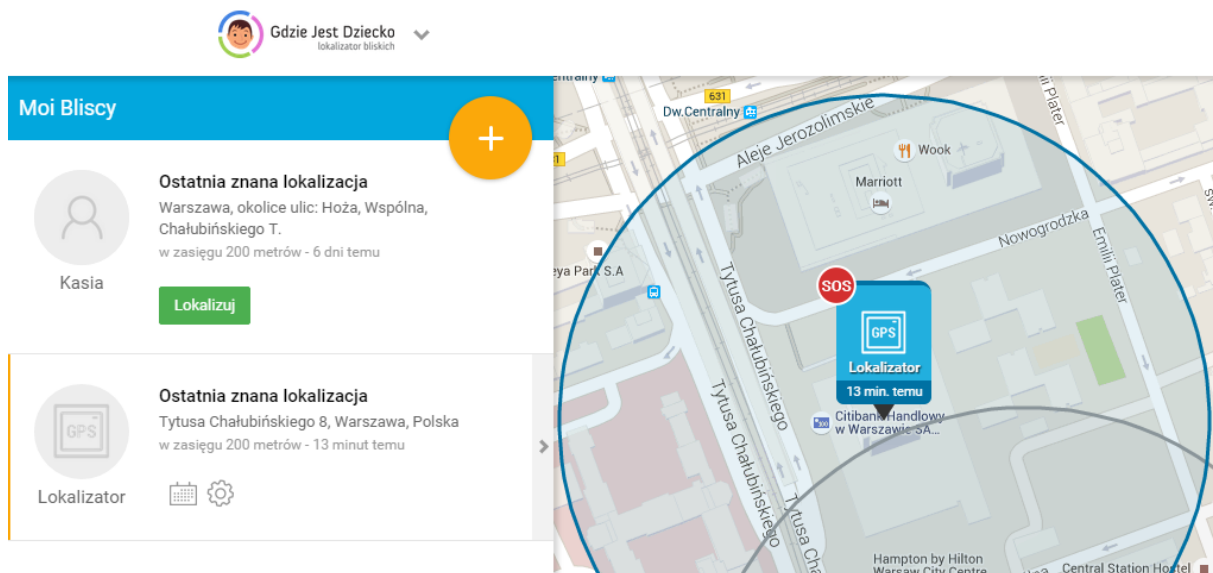 Gdzie Jest Dziecko
lokalizator bliskich
Moi Bliscy
+
Ostatnia znana lokalizacja
Warszawa, okolice ulic: Hoża, Wspólna,
Chałubińskiego T.
w zasięgu 200 metrów - 6 dni temu
Kasia
Lokalizuj
Ostatnia znana lokalizacja
Tytusa Chałubińskiego 8, Warszawa, Polska
w zasięgu 200 metrów - 13 minut temu
GPS
Lokalizator
631
Dw.Centralny
Aleje Jerozolimskie
Emilii Plater
Wook
Marriott
Nowogrodzka
Emilii Plater
Tytusa Chałubińskiego
SOS
GPS
Lokalizator
13 min. temu
Citibank Handlowy
w Warszawie SA...
Tytusa Chałubińskiego
Hampton by Hilton
Warsaw City Centre
Central Station Hostel